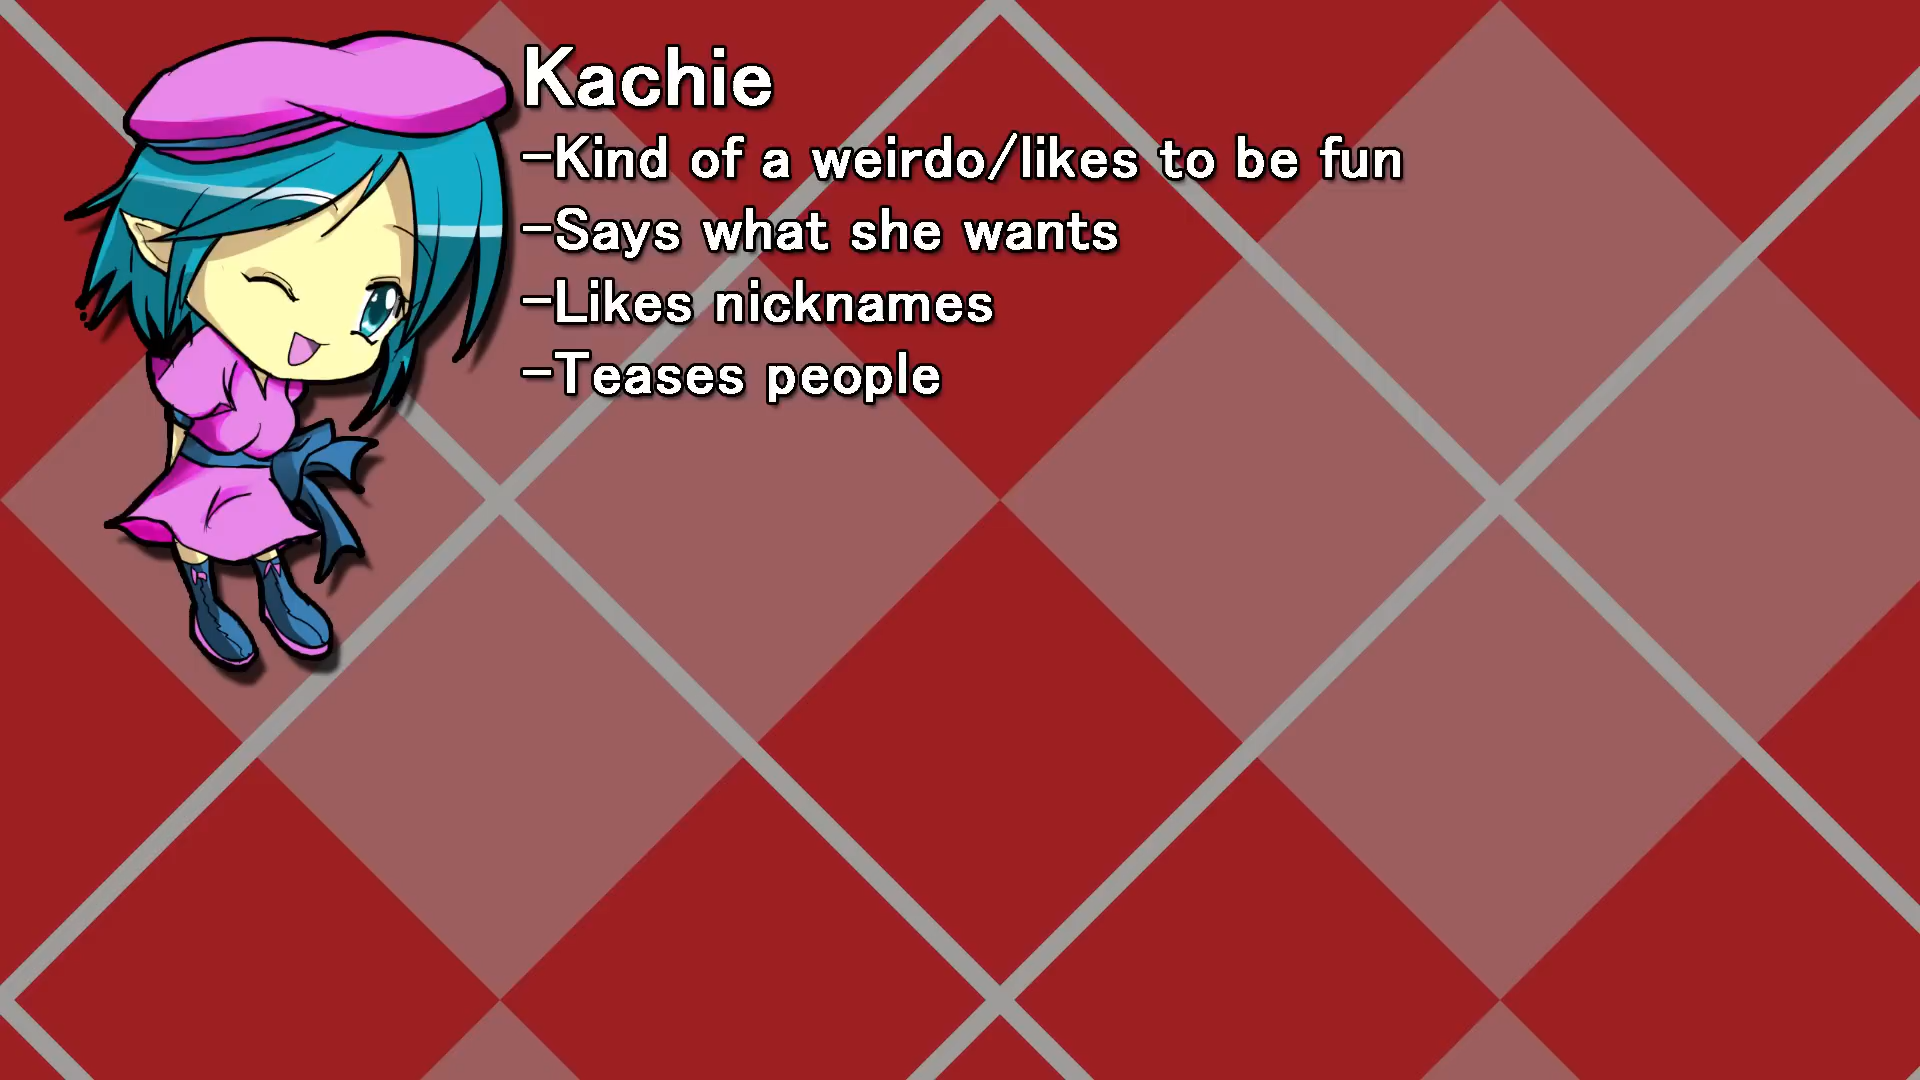 Kachie
-Kind of a weirdo/likes to be fun
-Says what she wants
-Likes nicknames
-Teases people